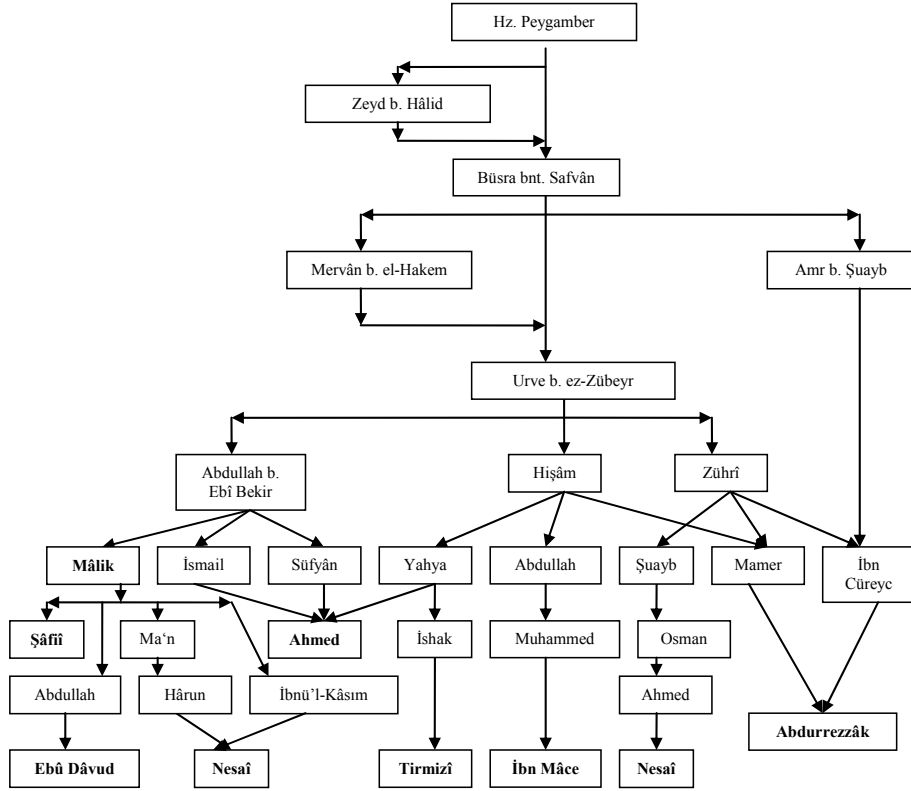 Hz. Peygamber
Zeyd b. Hâlid
Büsra bnt. Safvân
Mervân b. el-Hakem
Amr b. Şuayb
Urve b. ez-Zübeyr
Abdullah b.
Ebî Bekir
Hişâm
Zührî
Mâlik
İsmail
Süfyân
Yahya
Abdullah
Şuayb
Mamer
İbn
Cüreyc
Şâfiî
Ma‘n
Ahmed
İshak
Muhammed
Osman
Abdullah
Hârun
İbnü’l-Kâsım
Ahmed
Abdurrezzâk
Ebû Dâvud
Nesaî
Tirmizî
İbn Mâce
Nesaî